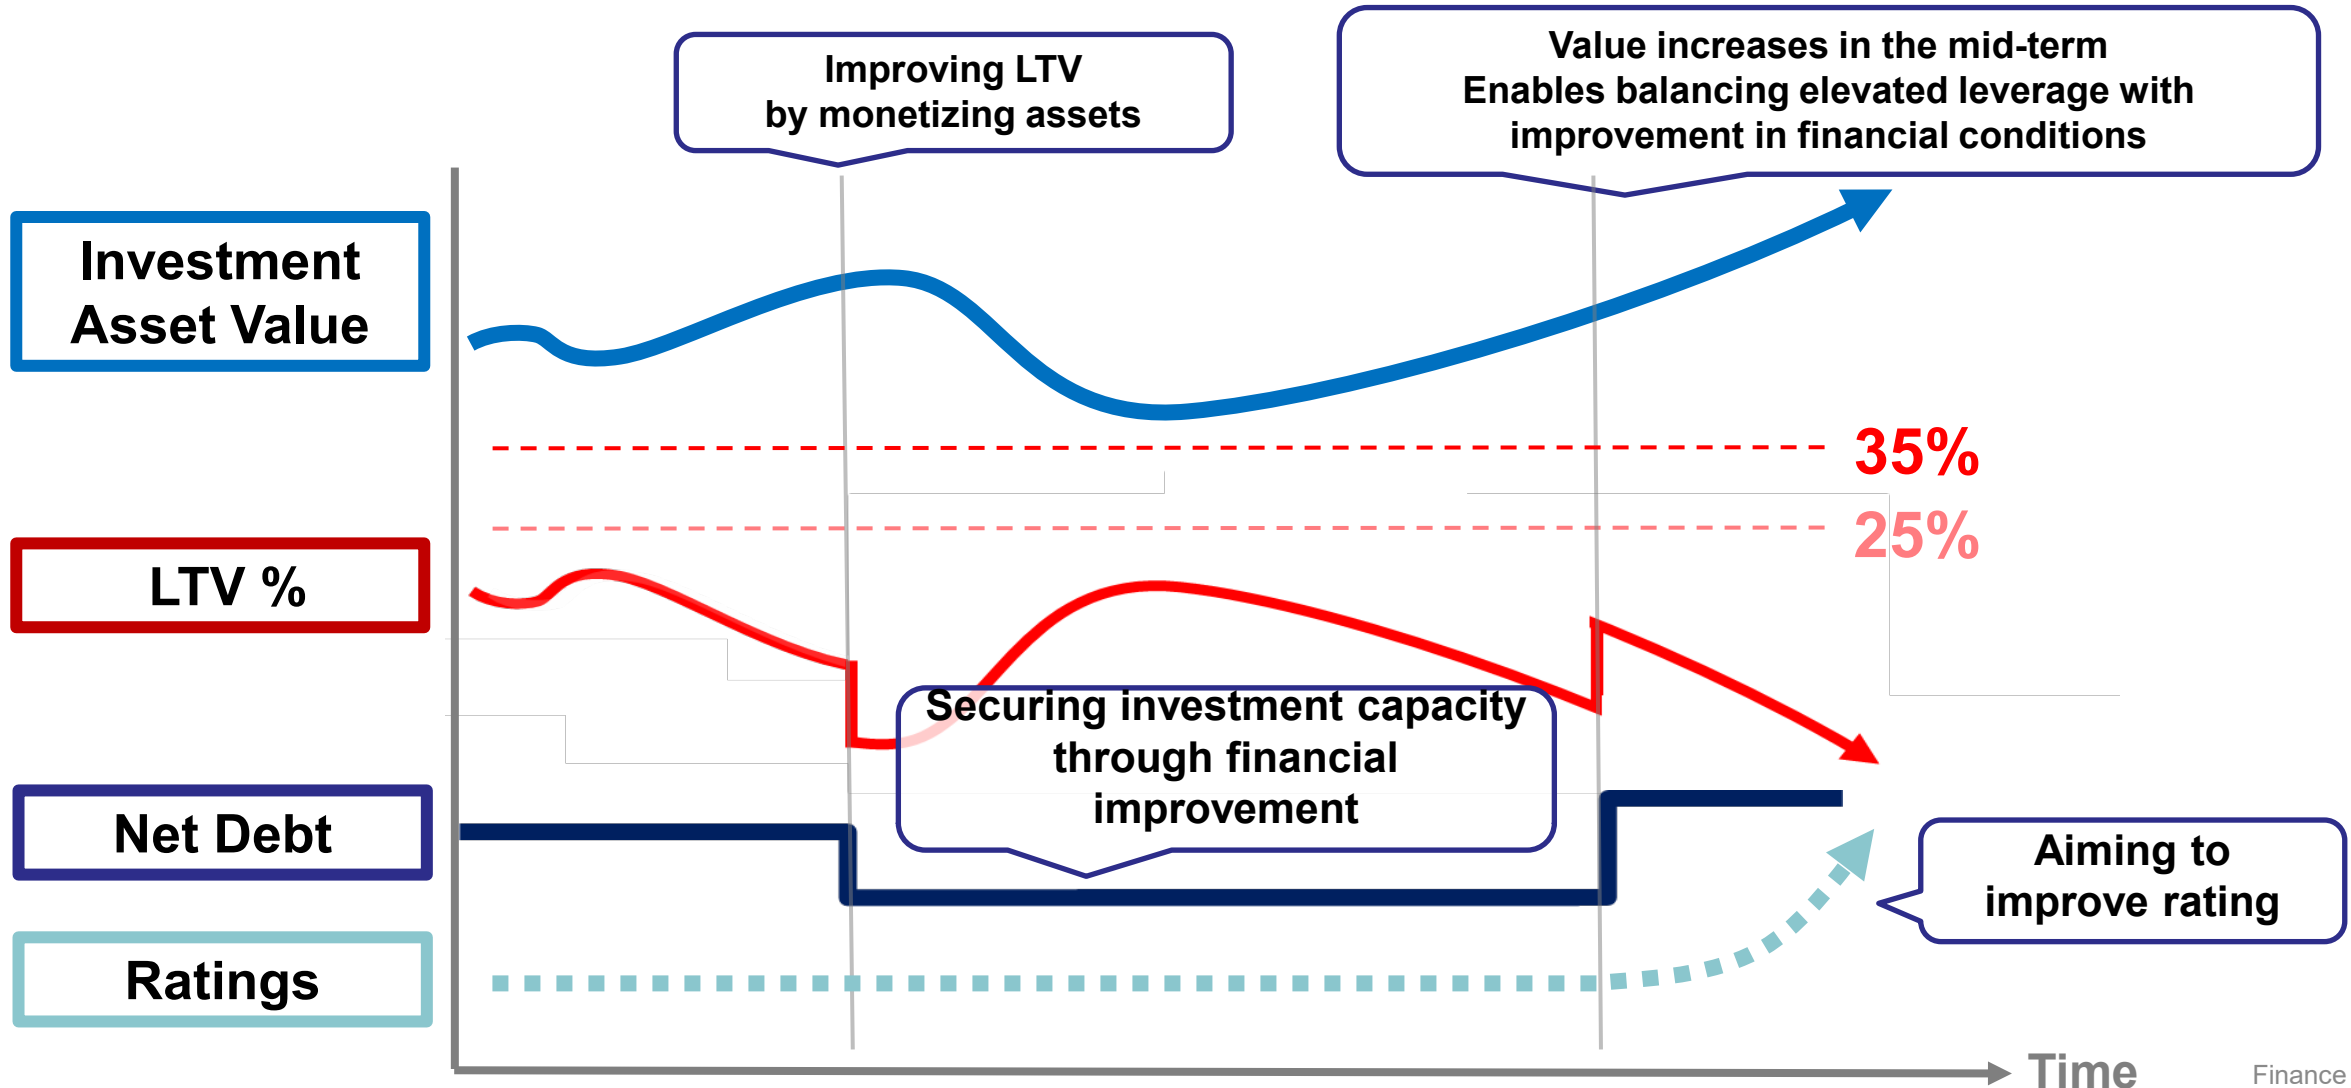 Improving LTV
by monetizing assets
Value increases in the mid-term
Enables balancing elevated leverage with
improvement in financial conditions
Investment
Asset Value
35%
25%
LTV %
Securing investment capacity
through financial
improvement
Net Debt
Aiming to
improve rating
Ratings
Time
Finance